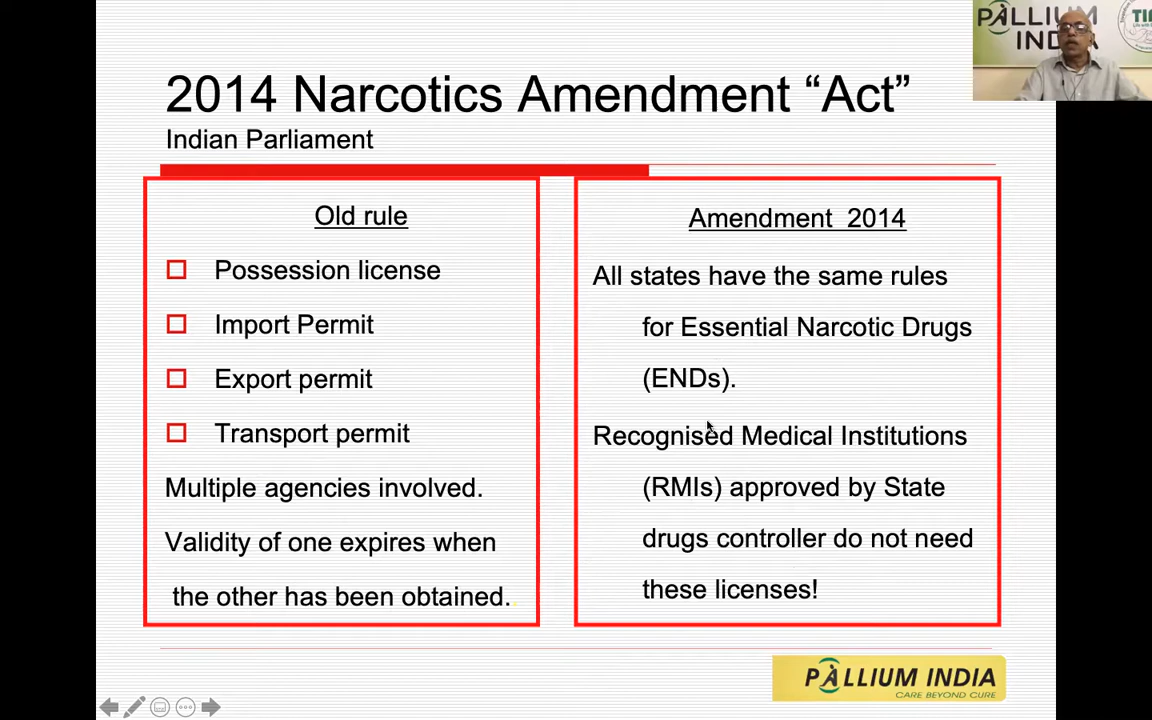 2014 Narcotics Amendment “Act”
Indian Parliament
Old rule
Possession license
Import Permit
Export permit
Transport permit
Multiple agencies involved.
Validity of one expires when
the other has been obtained.
Amendment 2014
All states have the same rules
for Essential Narcotic Drugs
(ENDs).
Recognised Medical Institutions
(RMIs) approved by State
drugs controller do not need
these licenses!
PALLIUM INDIA
CARE BEYOND CURE
PALLIUM
INDIA